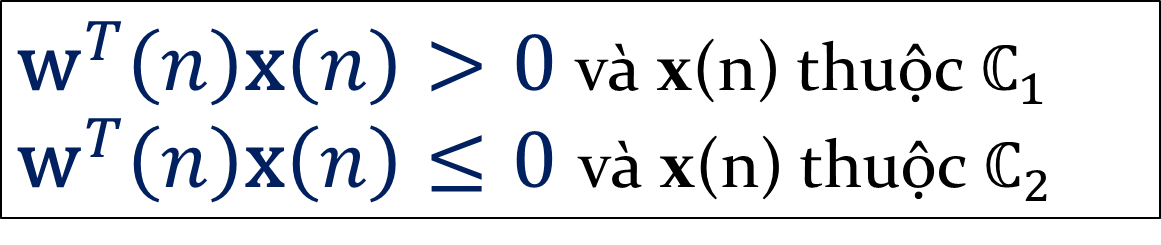 𝐰ᵀ(𝑛)𝐱(𝑛) > 0 và 𝐱(n) thuộc ℂ₁
𝐰ᵀ(𝑛)𝐱(𝑛) ≤ 0 và 𝐱(n) thuộc ℂ₂